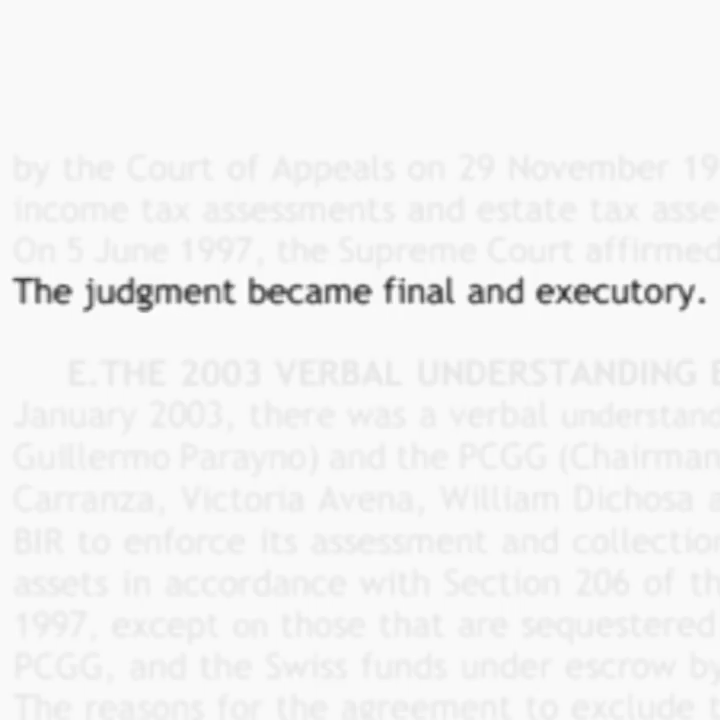 by the Court of Appeals on 29 November 19
income tax assessments and estate tax asse
On 5 June 1997, the Supreme Court affirmed
The judgment became final and executory.
E.THE 2003 VERBAL UNDERSTANDING
January 2003, there was a verbal understand
Guillermo Parayno) and the PCGG (Chairman
Carranza, Victoria Avena, William Dichosa a
BIR to enforce its assessment and collection
assets in accordance with Section 206 of th
1997, except on those that are sequestered
PCGG, and the Swiss funds under escrow by
The reasons for the agreement to exclude t